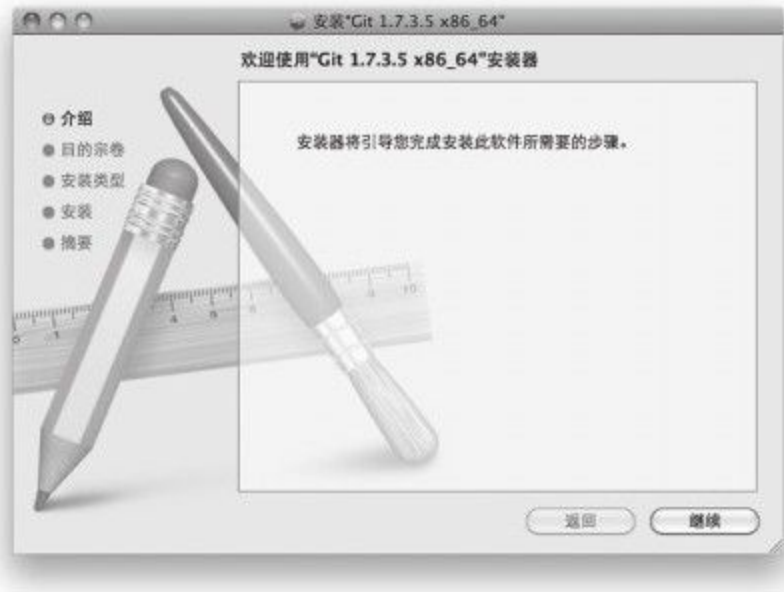 安装"Git 1.7.3.5 x86_64"
欢迎使用"Git 1.7.3.5 x86_64"安装器
介绍
目的宗卷
安装类型
安装
摘要
安装器将引导您完成安装此软件所需要的步骤。
返回
继续